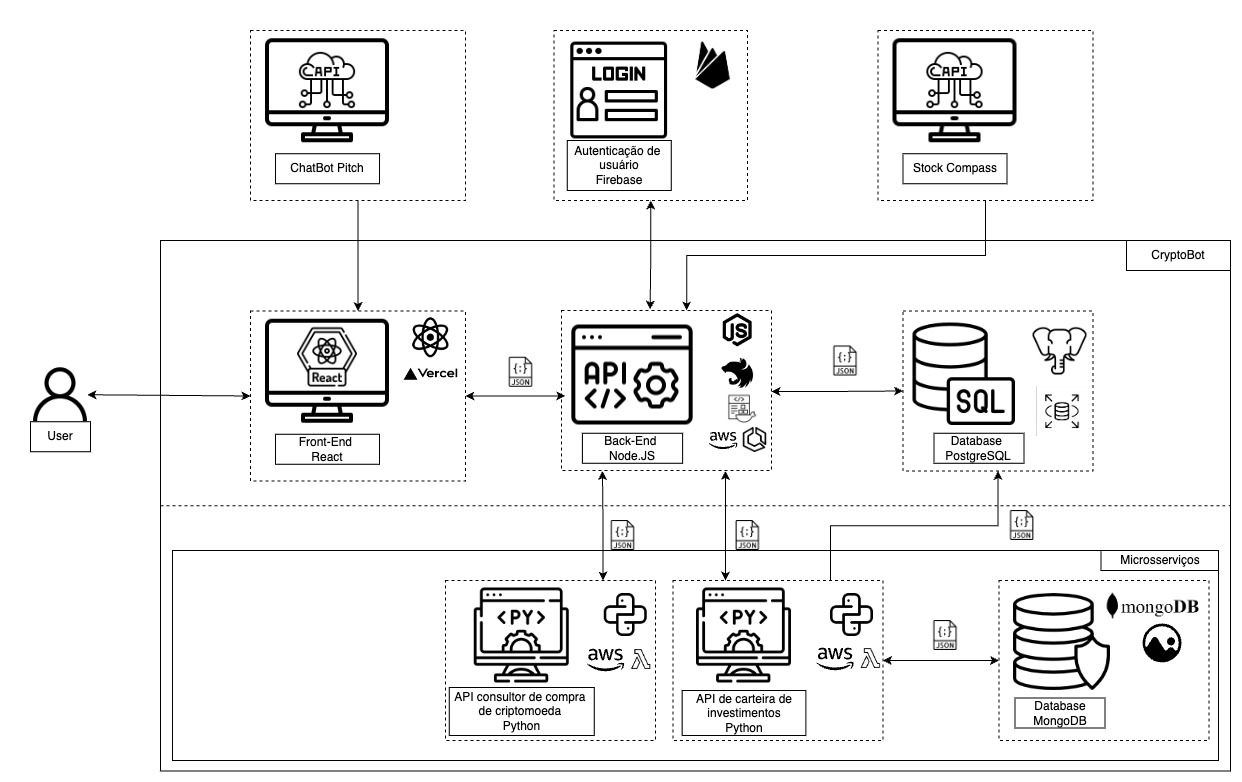 API
ChatBot Pitch
LOGIN
Autenticação de
usuário
Firebase
API
Stock Compass
CryptoBot
React
Vercel
Front-End
React
{;}
JSON
JS
API
</>
</>
aws
Back-End
Node.JS
{;}
JSON
SQL
Database
PostgreSQL
User
{;}
JSON
{;}
JSON
{;}
JSON
Microsserviços
<PY>
aws
API consultor de compra
de criptomoeda
Python
<PY>
aws
API de carteira de
investimentos
Python
{;}
JSON
mongoDB
Database
MongoDB